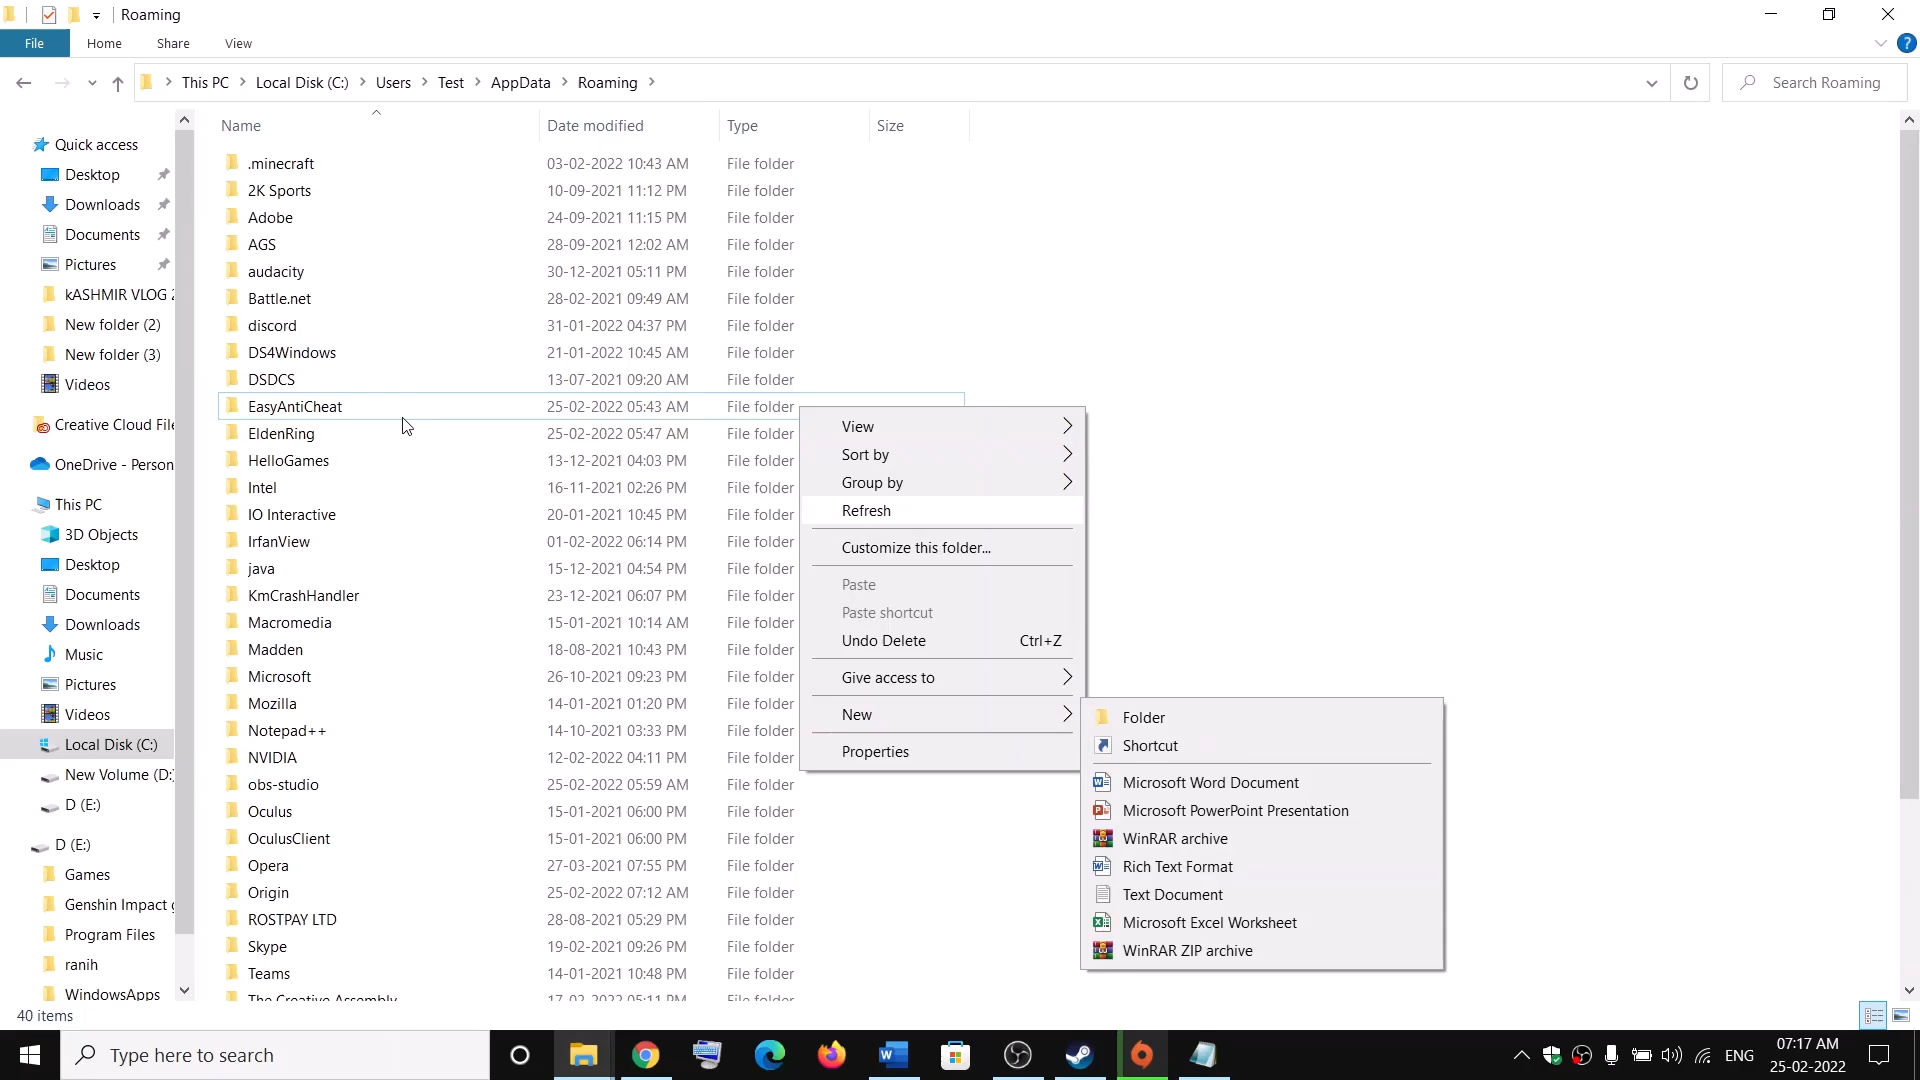 Roaming
File Home Share View
This PC Local Disk (C:) Users Test AppData Roaming
Search Roaming
Name Date modified Type Size
Quick access
Desktop
Downloads
Documents
Pictures
kASHMIR VLOG 2
New folder (2)
New folder (3)
Videos
Creative Cloud File
OneDrive - Person
This PC
3D Objects
Desktop
Documents
Downloads
Music
Pictures
Videos
Local Disk (C:)
New Volume (D:)
D (E:)
D (E:)
Games
Genshin Impact g
Program Files
ranih
WindowsApps
.minecraft 03-02-2022 10:43 AM File folder
2K Sports 10-09-2021 11:12 PM File folder
Adobe 24-09-2021 11:15 PM File folder
AGS 28-09-2021 12:02 AM File folder
audacity 30-12-2021 05:11 PM File folder
Battle.net 28-02-2021 09:49 AM File folder
discord 31-01-2022 04:37 PM File folder
DS4Windows 21-01-2022 10:45 AM File folder
DSDCS 13-07-2021 09:20 AM File folder
EasyAntiCheat 25-02-2022 05:43 AM File folder
EldenRing 25-02-2022 05:47 AM File folder
HelloGames 13-12-2021 04:03 PM File folder
Intel 16-11-2021 02:26 PM File folder
IO Interactive 20-01-2021 10:45 PM File folder
IrfanView 01-02-2022 06:14 PM File folder
java 15-12-2021 04:54 PM File folder
KmCrashHandler 23-12-2021 06:07 PM File folder
Macromedia 15-01-2021 10:14 AM File folder
Madden 18-08-2021 10:43 PM File folder
Microsoft 26-10-2021 09:23 PM File folder
Mozilla 14-01-2021 01:20 PM File folder
Notepad++ 14-10-2021 03:33 PM File folder
NVIDIA 12-02-2022 04:11 PM File folder
obs-studio 25-02-2022 05:59 AM File folder
Oculus 15-01-2021 06:00 PM File folder
OculusClient 15-01-2021 06:00 PM File folder
Opera 27-03-2021 07:55 PM File folder
Origin 25-02-2022 07:12 AM File folder
ROSTPAY LTD 28-08-2021 05:29 PM File folder
Skype 19-02-2022 09:26 PM File folder
Teams 14-01-2021 10:48 PM File folder
The Creative Assembly 17-02-2022 05:11 PM File folder
View
Sort by
Group by
Refresh
Customize this folder...
Paste
Paste shortcut
Undo Delete Ctrl+Z
Give access to
New
Properties
Folder
Shortcut
Microsoft Word Document
Microsoft PowerPoint Presentation
WinRAR archive
Rich Text Format
Text Document
Microsoft Excel Worksheet
WinRAR ZIP archive
40 items
Type here to search
ENG
07:17 AM
25-02-2022